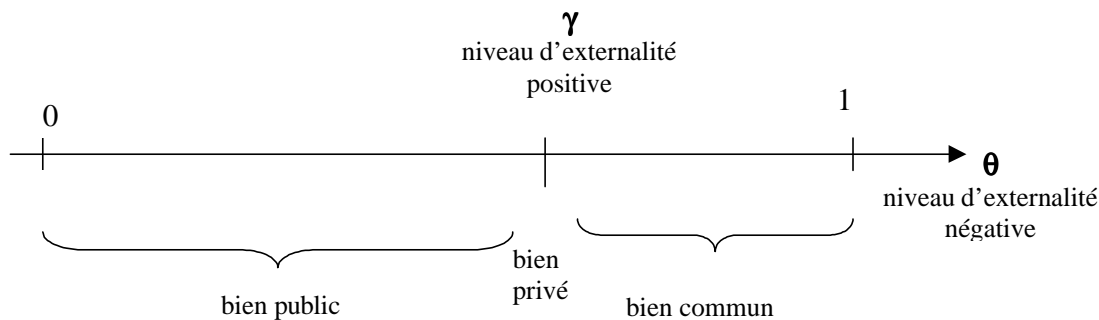 γ
niveau d'externalité
positive
0
1
θ
niveau d'externalité
négative
bien
privé
bien public
bien commun